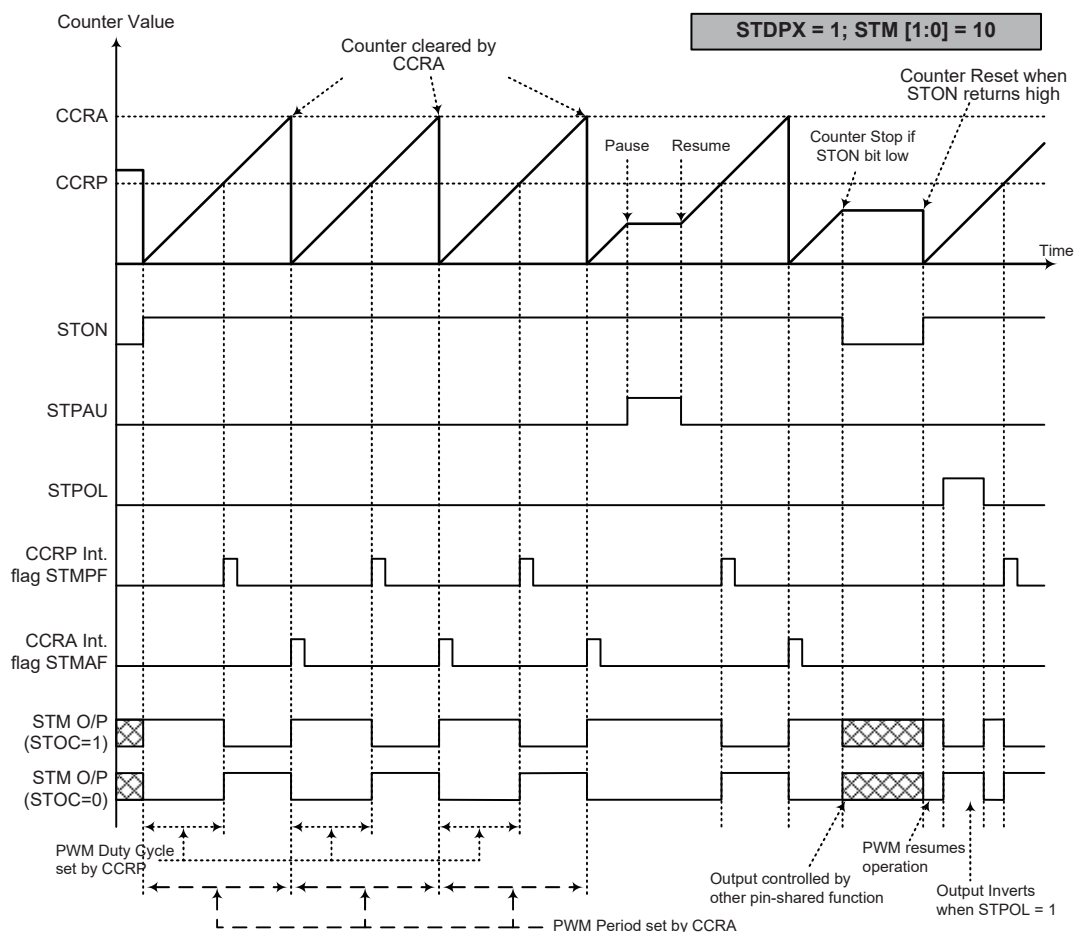 Counter Value
STDPX = 1; STM [1:0] = 10
Counter cleared by
CCRA
Counter Reset when
STON returns high
CCRA
Pause
Resume
Counter Stop if
STON bit low
CCRP
Time
STON
STPAU
STPOL
CCRP Int.
flag STMPF
CCRA Int.
flag STMAF
STM O/P
(STOC=1)
STM O/P
(STOC=0)
PWM Duty Cycle
set by CCRP
PWM resumes
operation
Output controlled by
other pin-shared function
Output Inverts
when STPOL = 1
PWM Period set by CCRA